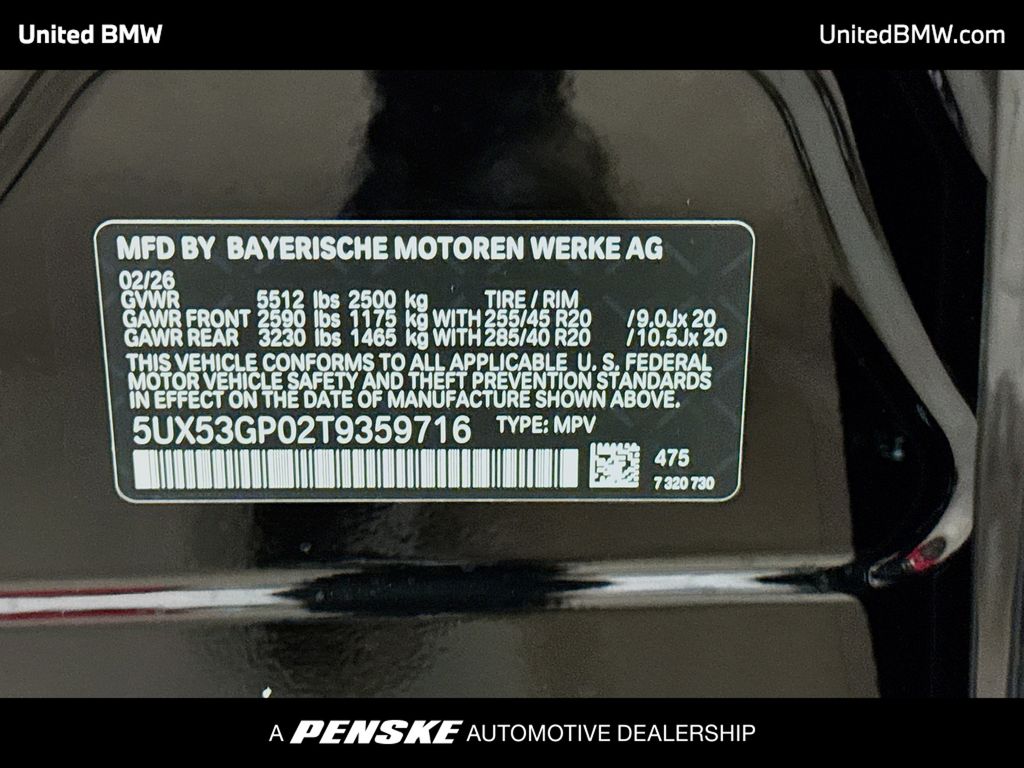 United BMW
UnitedBMW.com
MFD BY BAYERISCHE MOTOREN WERKE AG
02/26
GVWR 5512 lbs 2500 kg TIRE / RIM
GAWR FRONT 2590 lbs 1175 kg WITH 255/45 R20 /9.0Jx 20
GAWR REAR 3230 lbs 1465 kg WITH 285/40 R20 /10.5Jx 20
THIS VEHICLE CONFORMS TO ALL APPLICABLE U. S. FEDERAL
MOTOR VEHICLE SAFETY AND THEFT PREVENTION STANDARDS
IN EFFECT ON THE DATE OF MANUFACTURE SHOWN ABOVE.
5UX53GP02T9359716 TYPE: MPV
475
7 320 730
A PENSKE AUTOMOTIVE DEALERSHIP